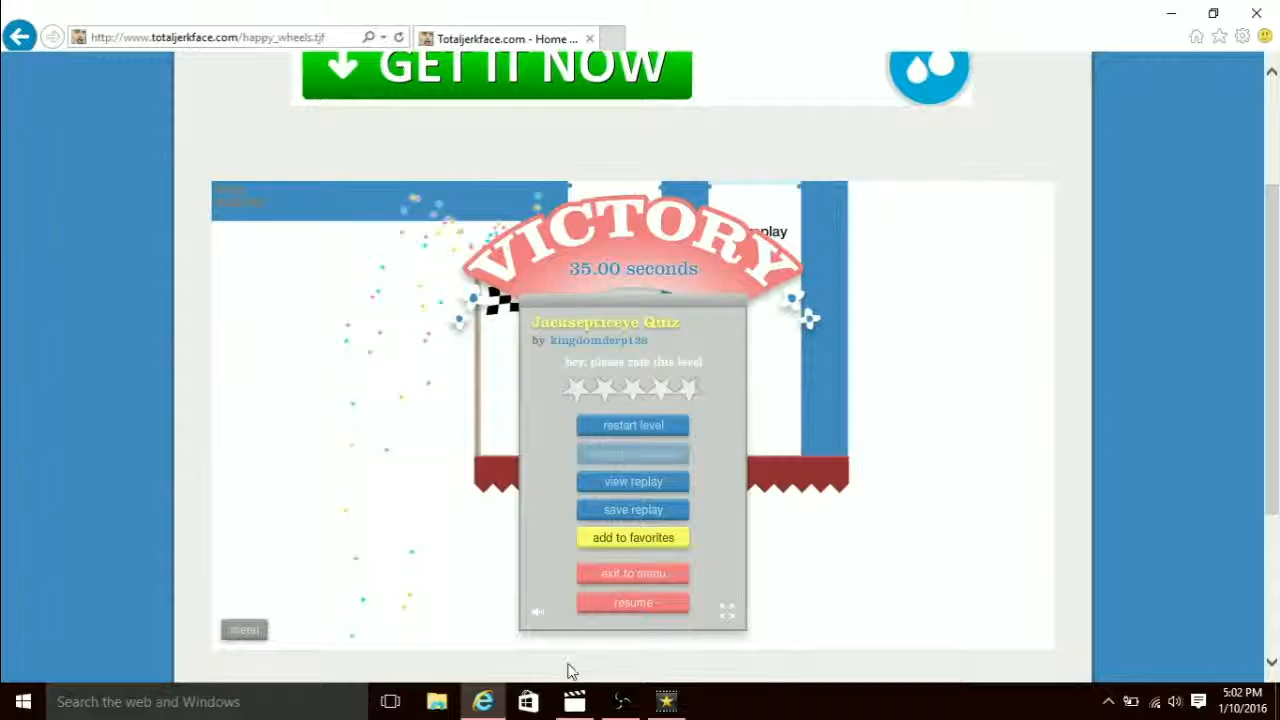 http://www.totaljerkface.com/happy_wheels.tjf
Totaljerkface.com - Home ...
GET IT NOW
VICTORY
replay
35.00 seconds
Jacksepticeye Quiz
by kingdomderp138
hey, please rate this level
restart level
view replay
save replay
add to favorites
exit to menu
resume
menu
Search the web and Windows
5:02 PM
1/10/2016